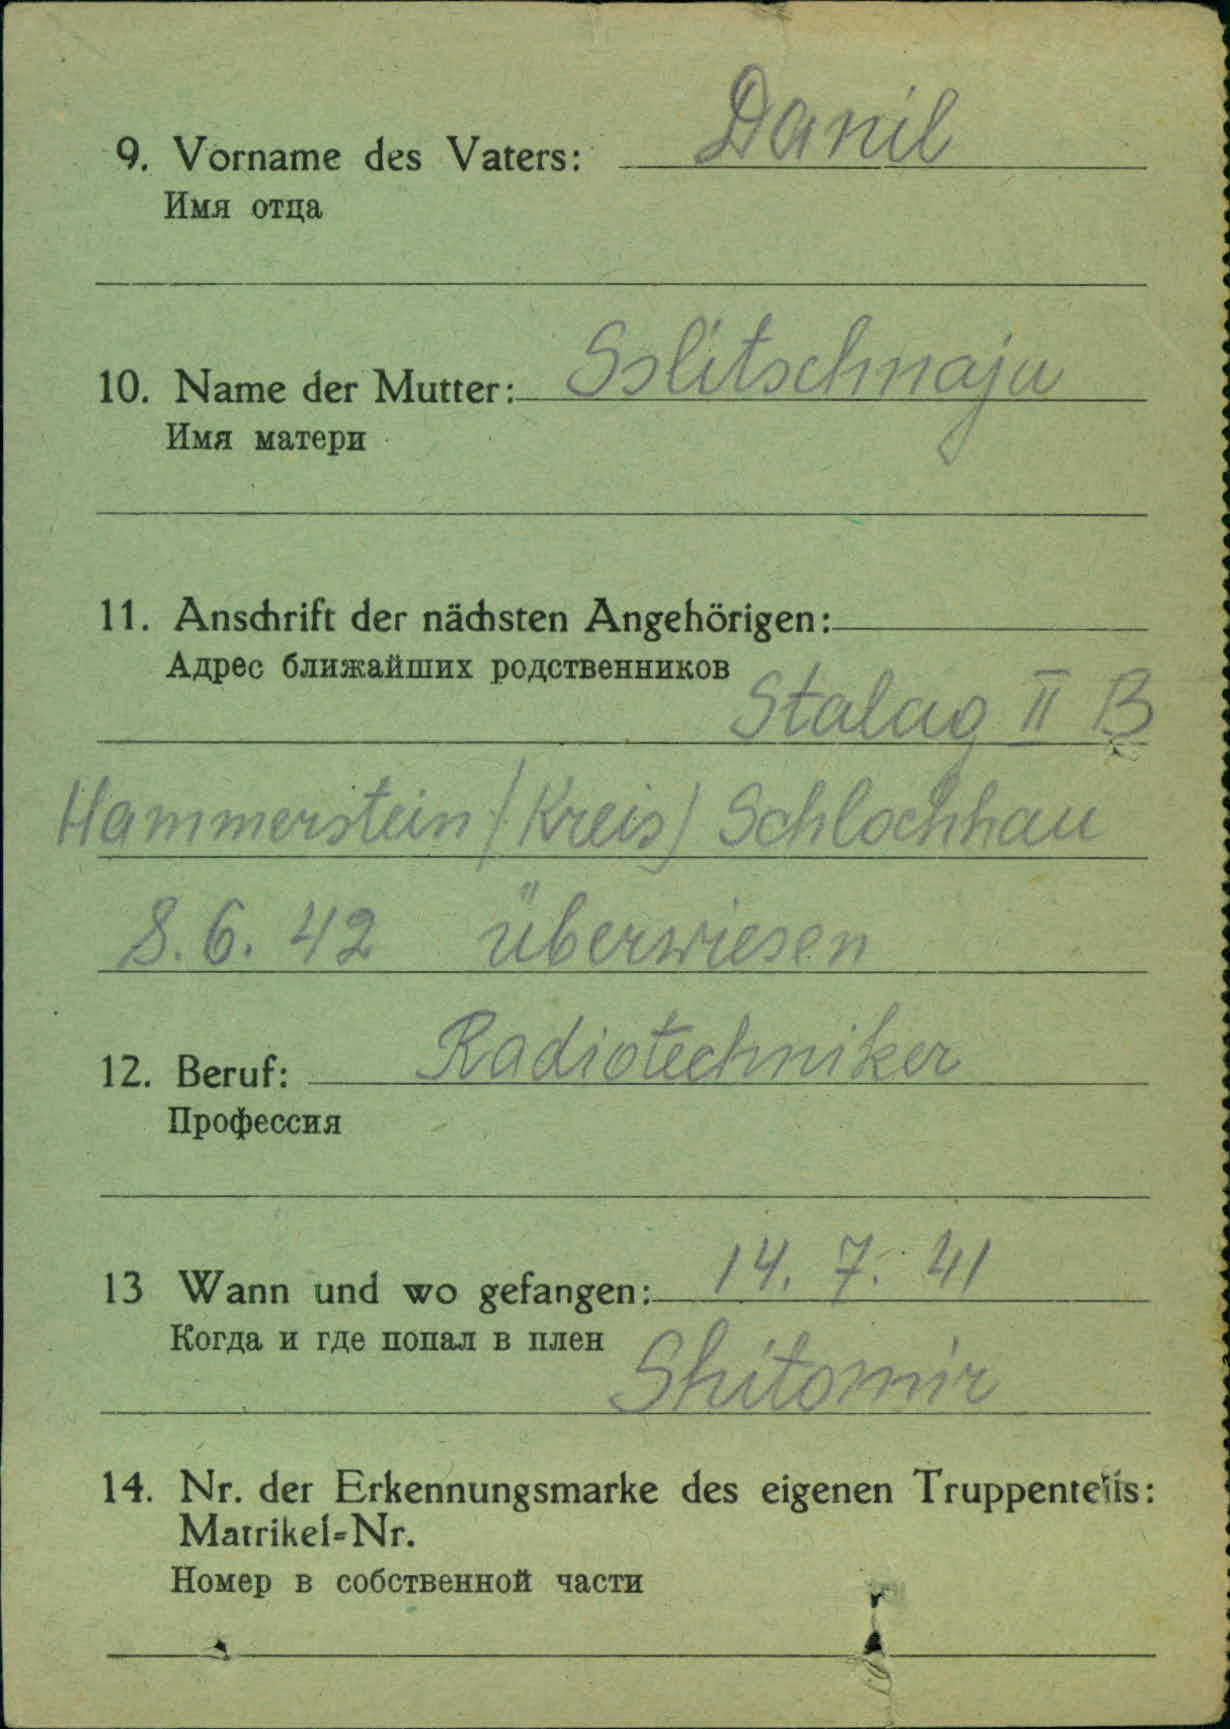 9. Vorname des Vaters: Danil
Имя отца
10. Name der Mutter: Sslitschnaja
Имя матери
11. Anschrift der nächsten Angehörigen:
Адрес ближайших родственников
Stalag II B
Hammerstein /Kreis/ Schlochhau
8.6.42 überwiesen
12. Beruf: Radiotechniker
Профессия
13 Wann und wo gefangen: 14. 7. 41
Когда и где попал в плен
Shitomir
14. Nr. der Erkennungsmarke des eigenen Truppenteils:
Matrikel=Nr.
Номер в собственной части